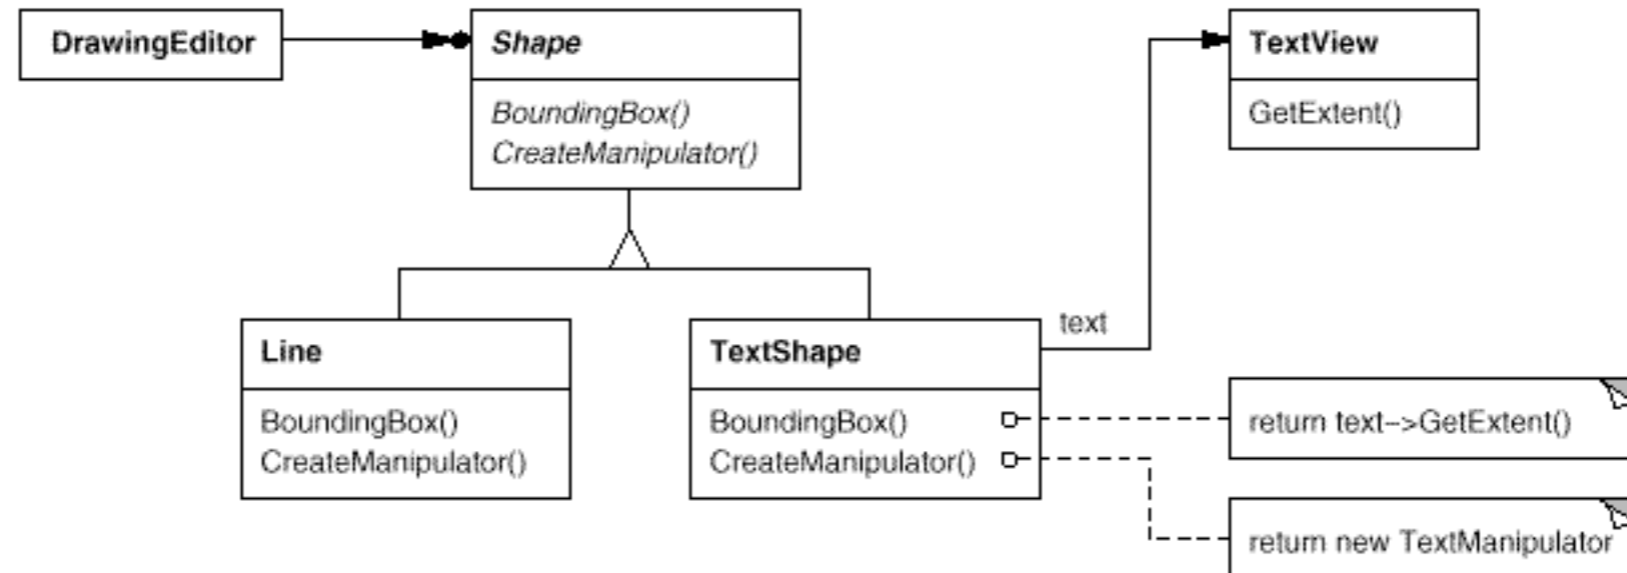 DrawingEditor
Shape
BoundingBox()
CreateManipulator()
TextView
GetExtent()
Line
BoundingBox()
CreateManipulator()
TextShape
BoundingBox()
CreateManipulator()
text
return text–>GetExtent()
return new TextManipulator